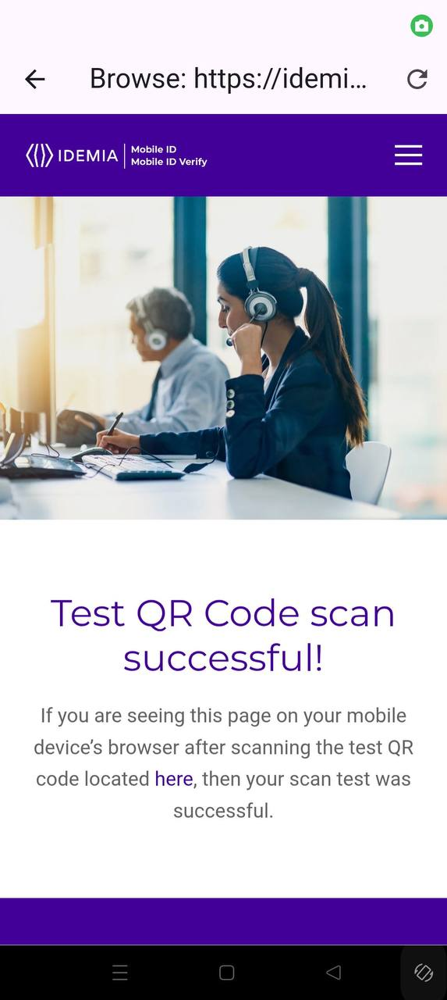 Browse: https://idemi...
IDEMIA
Mobile ID
Mobile ID Verify
Test QR Code scan
successful!
If you are seeing this page on your mobile
device’s browser after scanning the test QR
code located here, then your scan test was
successful.